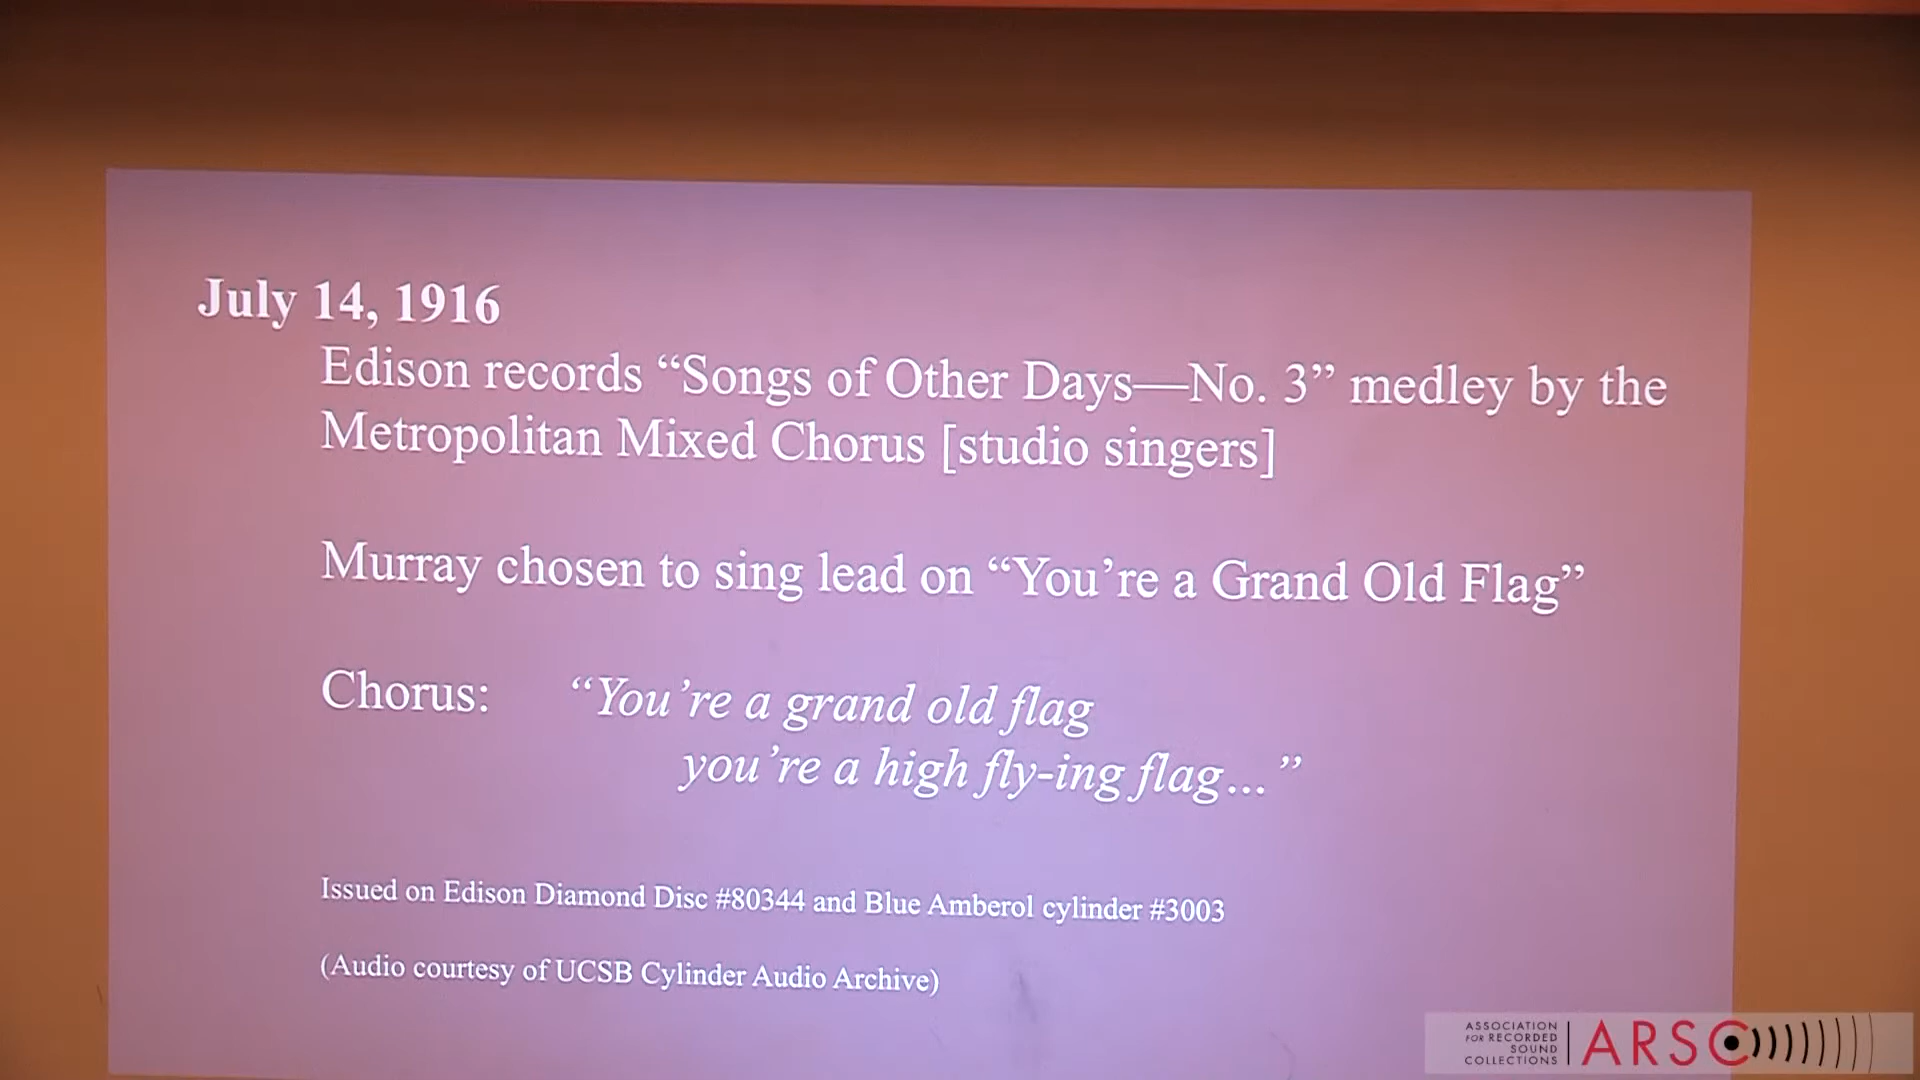 July 14, 1916
Edison records “Songs of Other Days—No. 3” medley by the
Metropolitan Mixed Chorus [studio singers]
Murray chosen to sing lead on “You’re a Grand Old Flag”
Chorus: “You’re a grand old flag
you’re a high fly-ing flag...”
Issued on Edison Diamond Disc #80344 and Blue Amberol cylinder #3003
(Audio courtesy of UCSB Cylinder Audio Archive)
ASSOCIATION
FOR RECORDED
SOUND
COLLECTIONS
ARSC